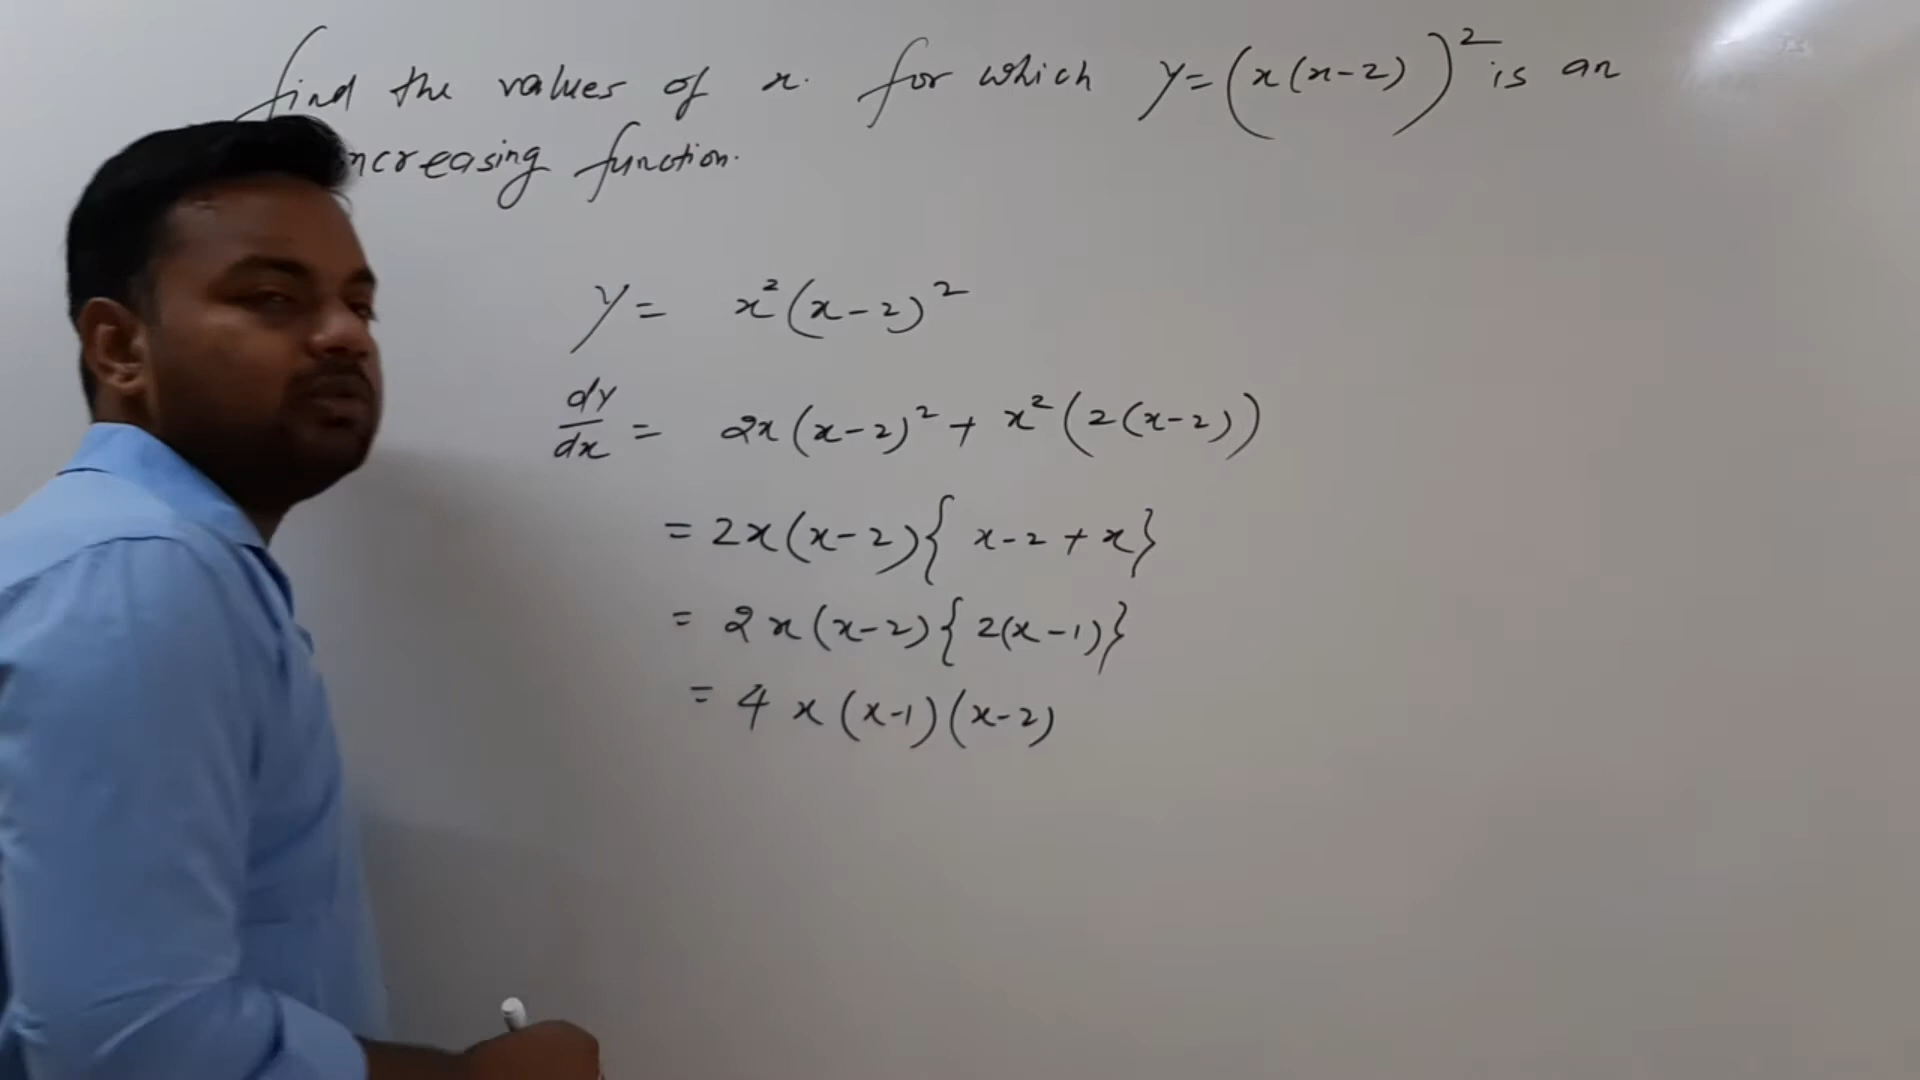 find the values of x. for which y=(x(x-2))² is an
ncreasing function.
y= x²(x-2)²
dy/dx = 2x(x-2)² + x²(2(x-2))
= 2x(x-2){ x-2+x}
= 2x(x-2){ 2(x-1)}
= 4x(x-1)(x-2)